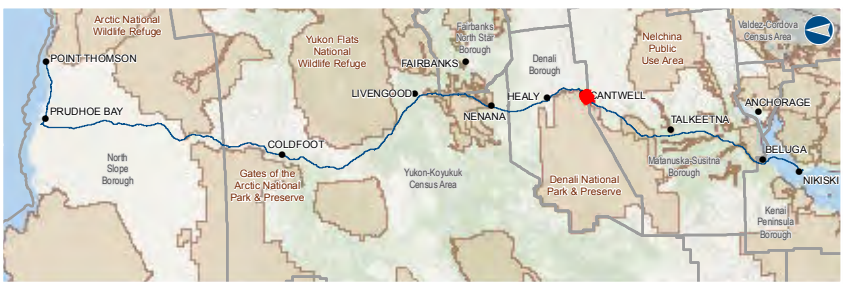 Arctic National
Wildlife Refuge
POINT THOMSON
PRUDHOE BAY
North
Slope
Borough
COLDFOOT
Gates of the
Arctic National
Park & Preserve
Yukon Flats
National
Wildlife Refuge
LIVENGOOD
FAIRBANKS
Fairbanks
North Star
Borough
NENANA
Yukon-Koyukuk
Census Area
Denali
Borough
HEALY
CANTWELL
Denali National
Park & Preserve
Nelchina
Public
Use Area
TALKEETNA
Matanuska-Susitna
Borough
Valdez-Cordova
Census Area
ANCHORAGE
BELUGA
NIKISKI
Kenai
Peninsula
Borough